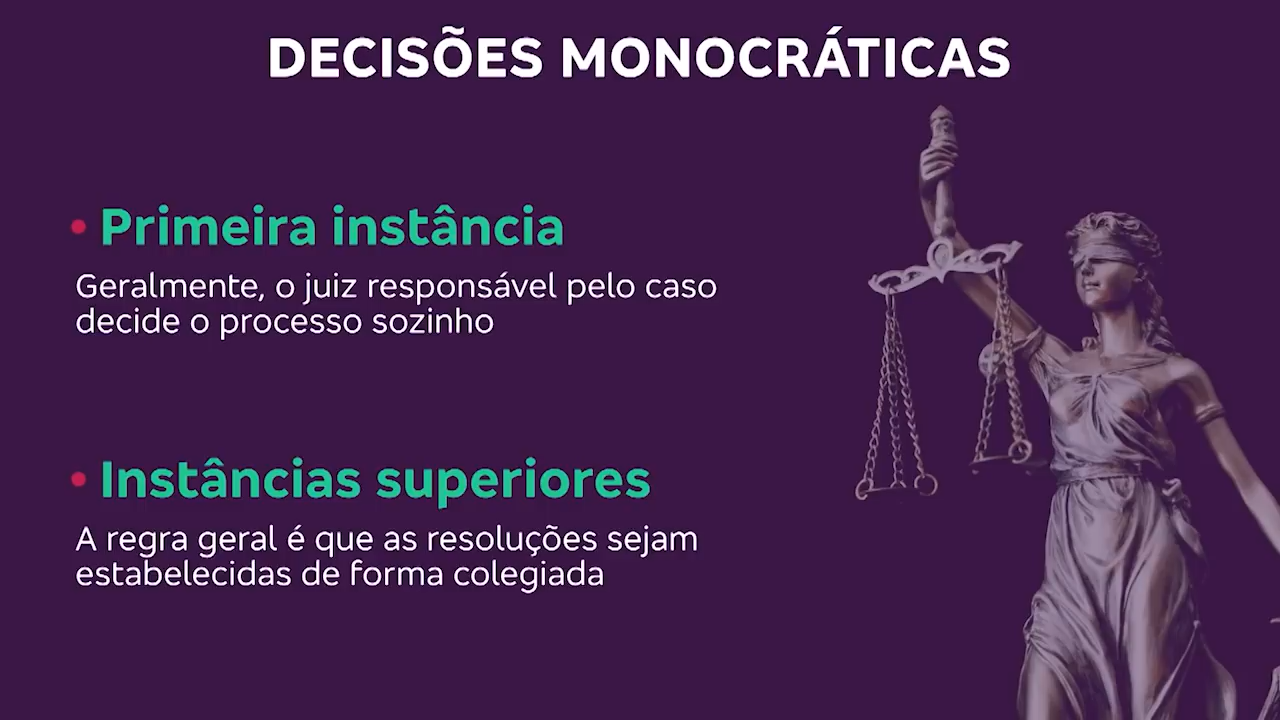 DECISÕES MONOCRÁTICAS
• Primeira instância
Geralmente, o juiz responsável pelo caso
decide o processo sozinho
• Instâncias superiores
A regra geral é que as resoluções sejam
estabelecidas de forma colegiada